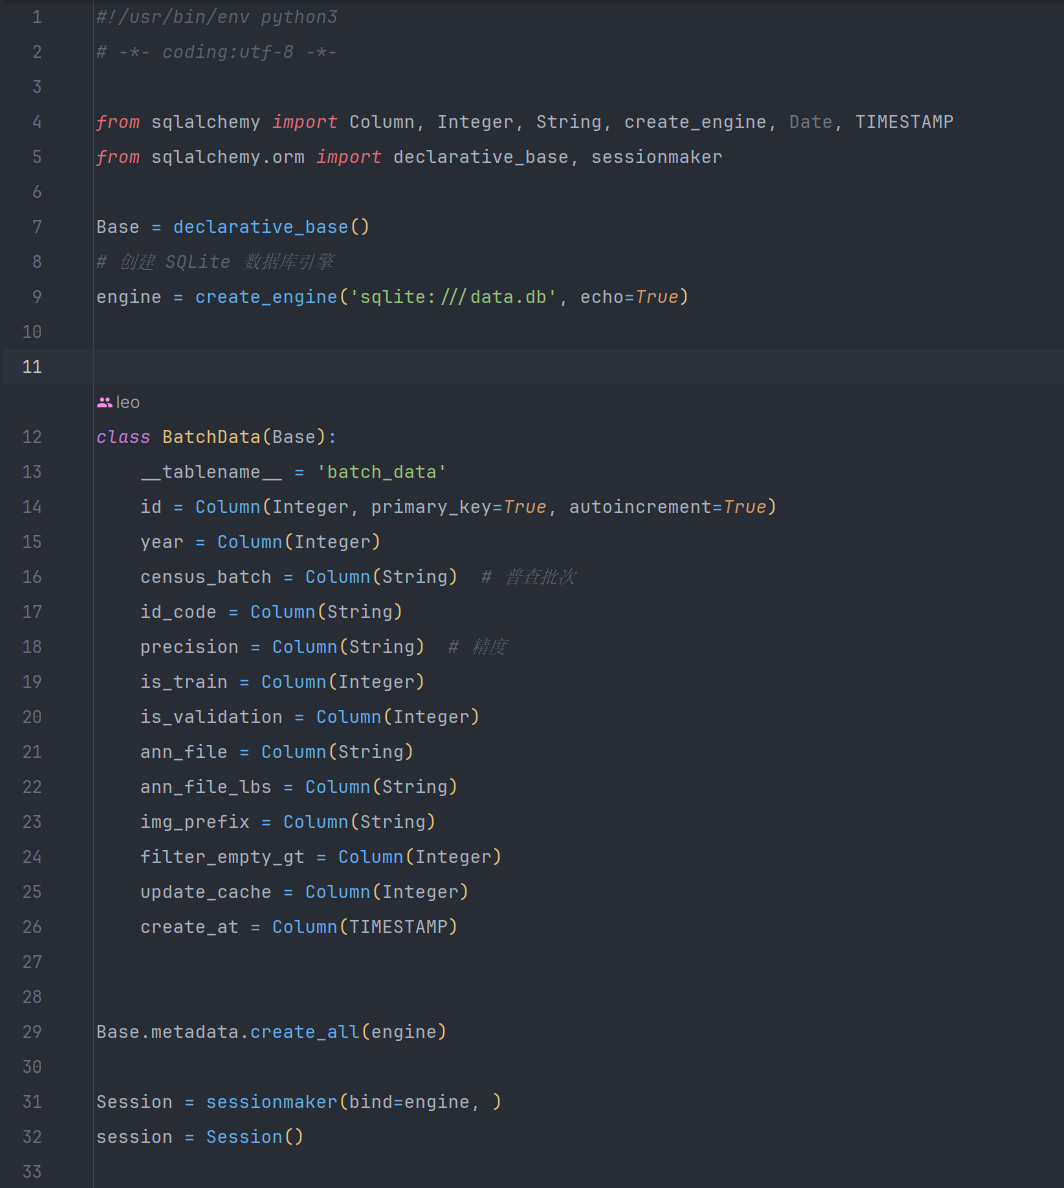 1 #!/usr/bin/env python3
2 # -*- coding:utf-8 -*-
3
4 from sqlalchemy import Column, Integer, String, create_engine, Date, TIMESTAMP
5 from sqlalchemy.orm import declarative_base, sessionmaker
6
7 Base = declarative_base()
8 # 创建 SQLite 数据库引擎
9 engine = create_engine('sqlite:///data.db', echo=True)
10
11
leo
12 class BatchData(Base):
13     __tablename__ = 'batch_data'
14     id = Column(Integer, primary_key=True, autoincrement=True)
15     year = Column(Integer)
16     census_batch = Column(String)  # 普查批次
17     id_code = Column(String)
18     precision = Column(String)  # 精度
19     is_train = Column(Integer)
20     is_validation = Column(Integer)
21     ann_file = Column(String)
22     ann_file_lbs = Column(String)
23     img_prefix = Column(String)
24     filter_empty_gt = Column(Integer)
25     update_cache = Column(Integer)
26     create_at = Column(TIMESTAMP)
27
28
29 Base.metadata.create_all(engine)
30
31 Session = sessionmaker(bind=engine, )
32 session = Session()
33